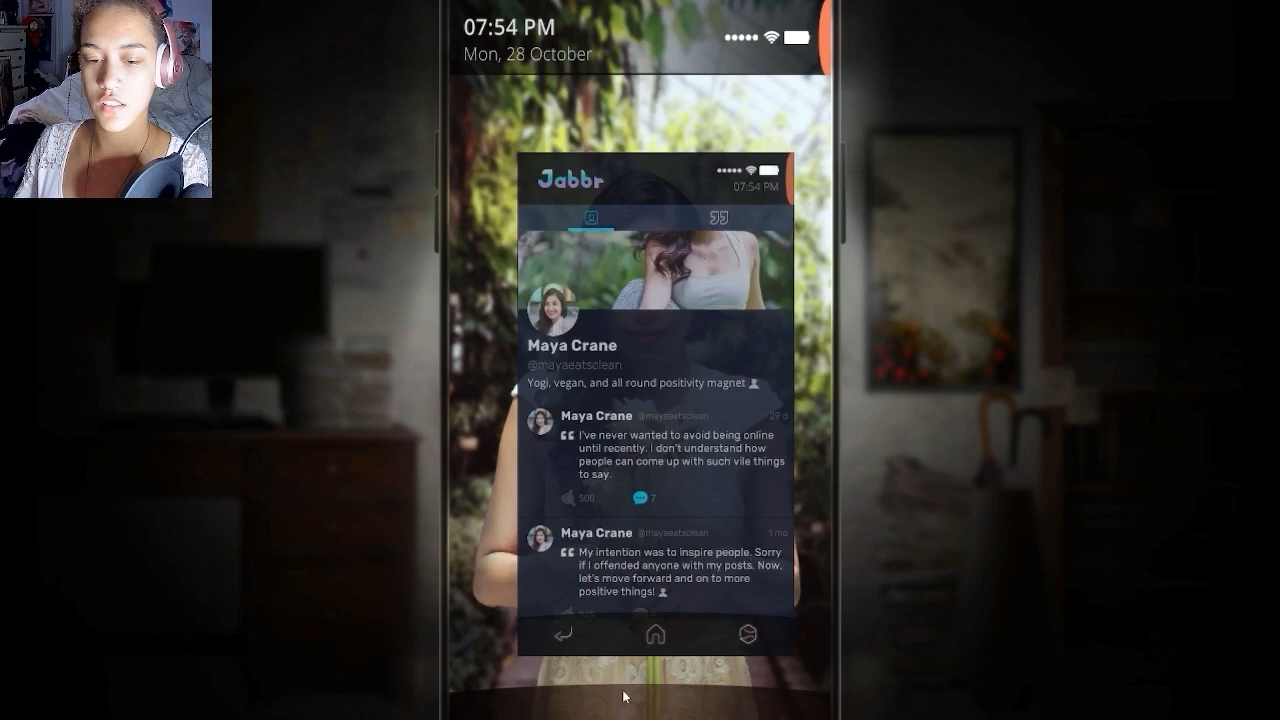 07:54 PM
Mon, 28 October
Jabbr
07:54 PM
Maya Crane
@mayaeatsclean
Yogi, vegan, and all round positivity magnet
Maya Crane @mayaeatsclean 29 d
I've never wanted to avoid being online
until recently. I don't understand how
people can come up with such vile things
to say.
500 7
Maya Crane @mayaeatsclean 1 mo
My intention was to inspire people. Sorry
if I offended anyone with my posts. Now,
let's move forward and on to more
positive things!